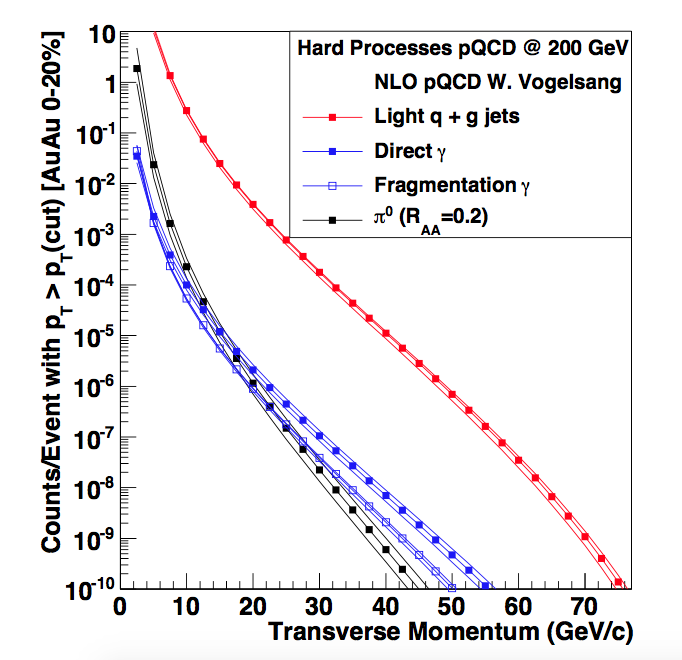 Hard Processes pQCD @ 200 GeV
NLO pQCD W. Vogelsang
Light q + g jets
Direct γ
Fragmentation γ
π⁰ (R_AA=0.2)
Counts/Event with p_T > p_T(cut) [AuAu 0-20%]
10
1
10⁻¹
10⁻²
10⁻³
10⁻⁴
10⁻⁵
10⁻⁶
10⁻⁷
10⁻⁸
10⁻⁹
10⁻¹⁰
0 10 20 30 40 50 60 70
Transverse Momentum (GeV/c)